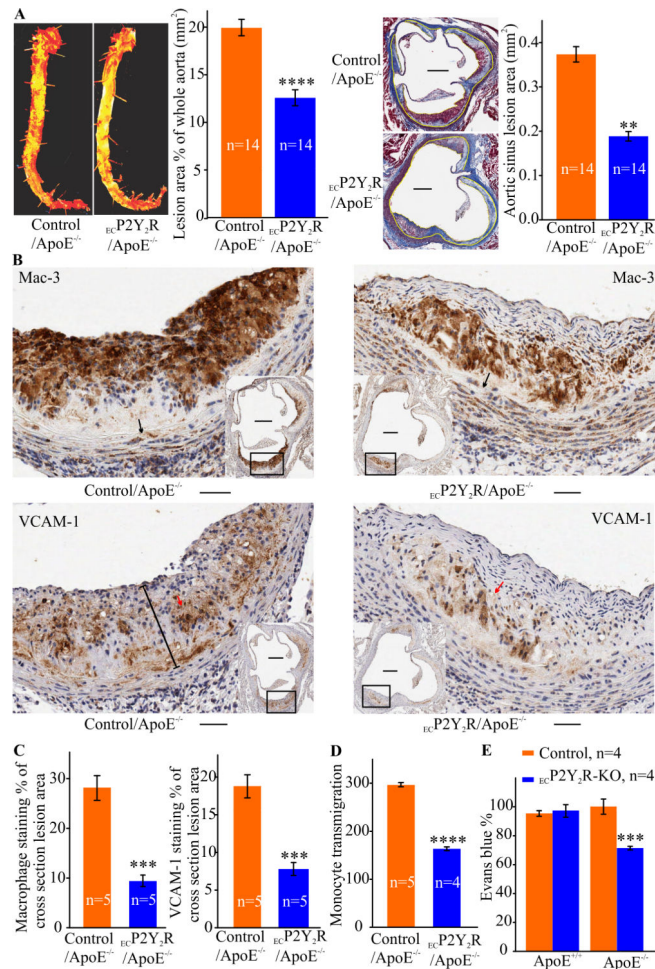 A
Lesion area % of whole aorta (mm²)
20
15
10
5
0
****
n=14
n=14
Control
/ApoE⁻/⁻
ECP2Y₂R
/ApoE⁻/⁻
Control
/ApoE⁻/⁻
ECP2Y₂R
/ApoE⁻/⁻
Control
/ApoE⁻/⁻
ECP2Y₂R
/ApoE⁻/⁻
Aortic sinus lesion area (mm²)
0.4
0.3
0.2
0.1
0.0
**
n=14
n=14
Control
/ApoE⁻/⁻
ECP2Y₂R
/ApoE⁻/⁻
B
Mac-3
Mac-3
Control/ApoE⁻/⁻
ECP2Y₂R/ApoE⁻/⁻
VCAM-1
VCAM-1
Control/ApoE⁻/⁻
ECP2Y₂R/ApoE⁻/⁻
C
Macrophage staining % of
cross section lesion area
30
20
10
0
***
n=5
n=5
Control
/ApoE⁻/⁻
ECP2Y₂R
/ApoE⁻/⁻
VCAM-1 staining % of
cross section lesion area
20
15
10
5
0
***
n=5
n=5
Control
/ApoE⁻/⁻
ECP2Y₂R
/ApoE⁻/⁻
D
Monocyte transmigration
300
200
100
0
****
n=5
n=4
Control
/ApoE⁻/⁻
ECP2Y₂R
/ApoE⁻/⁻
E
Control, n=4
ECP2Y₂R-KO, n=4
Evans blue %
100
80
60
40
20
0
***
ApoE⁺/⁺
ApoE⁻/⁻